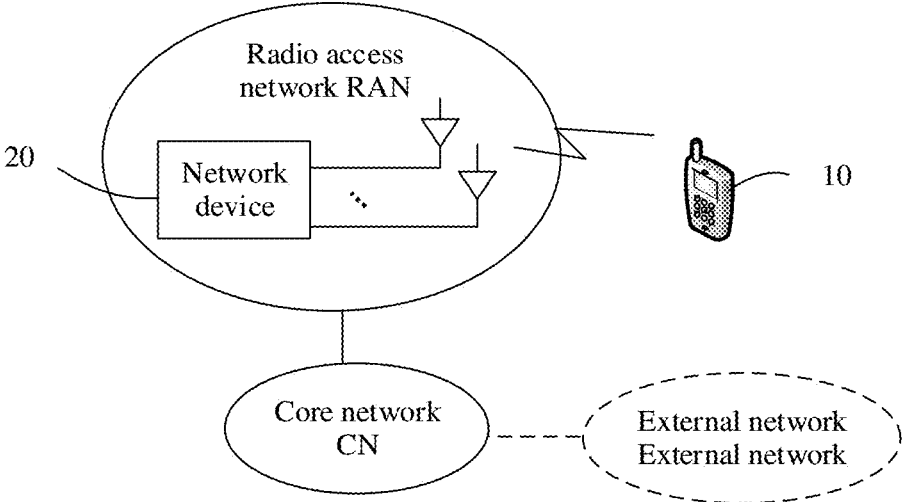 Radio access
network RAN
20
Network
device
10
Core network
CN
External network
External network